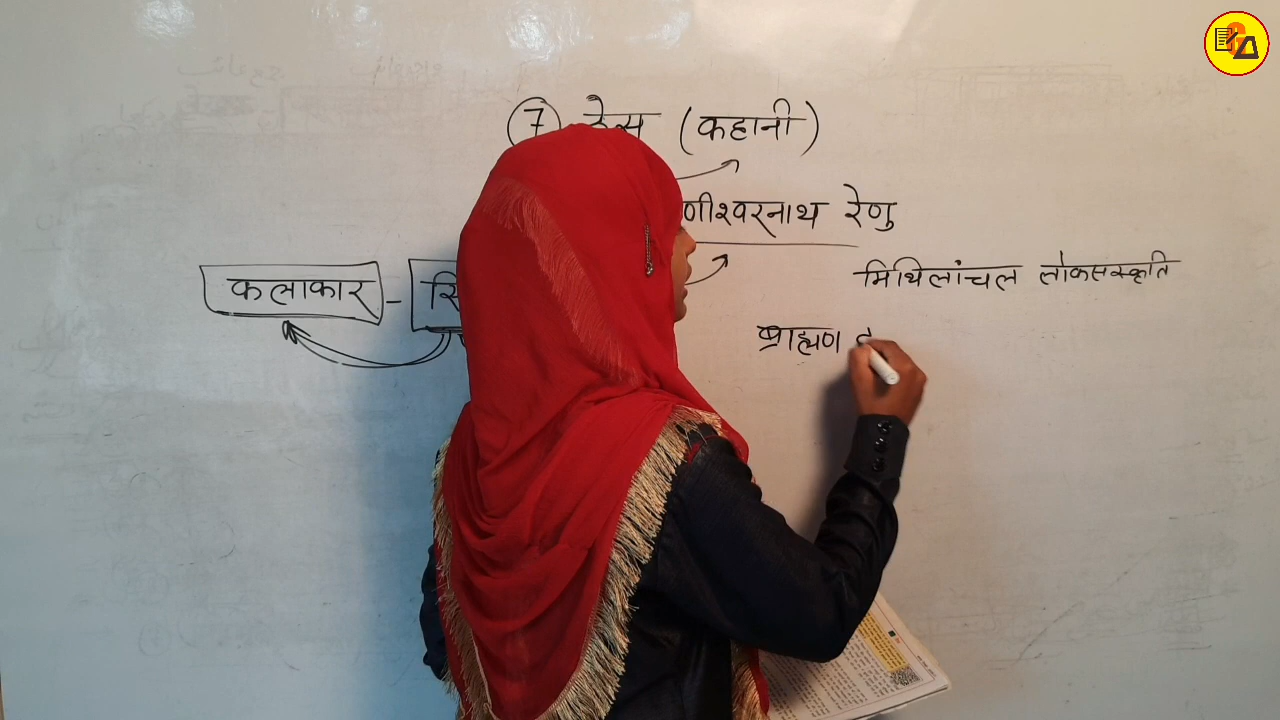 7 ठेस (कहानी)
णीश्वरनाथ रेणु
मिथिलांचल लोकसंस्कृति
कलाकार - सि
ब्राह्मण